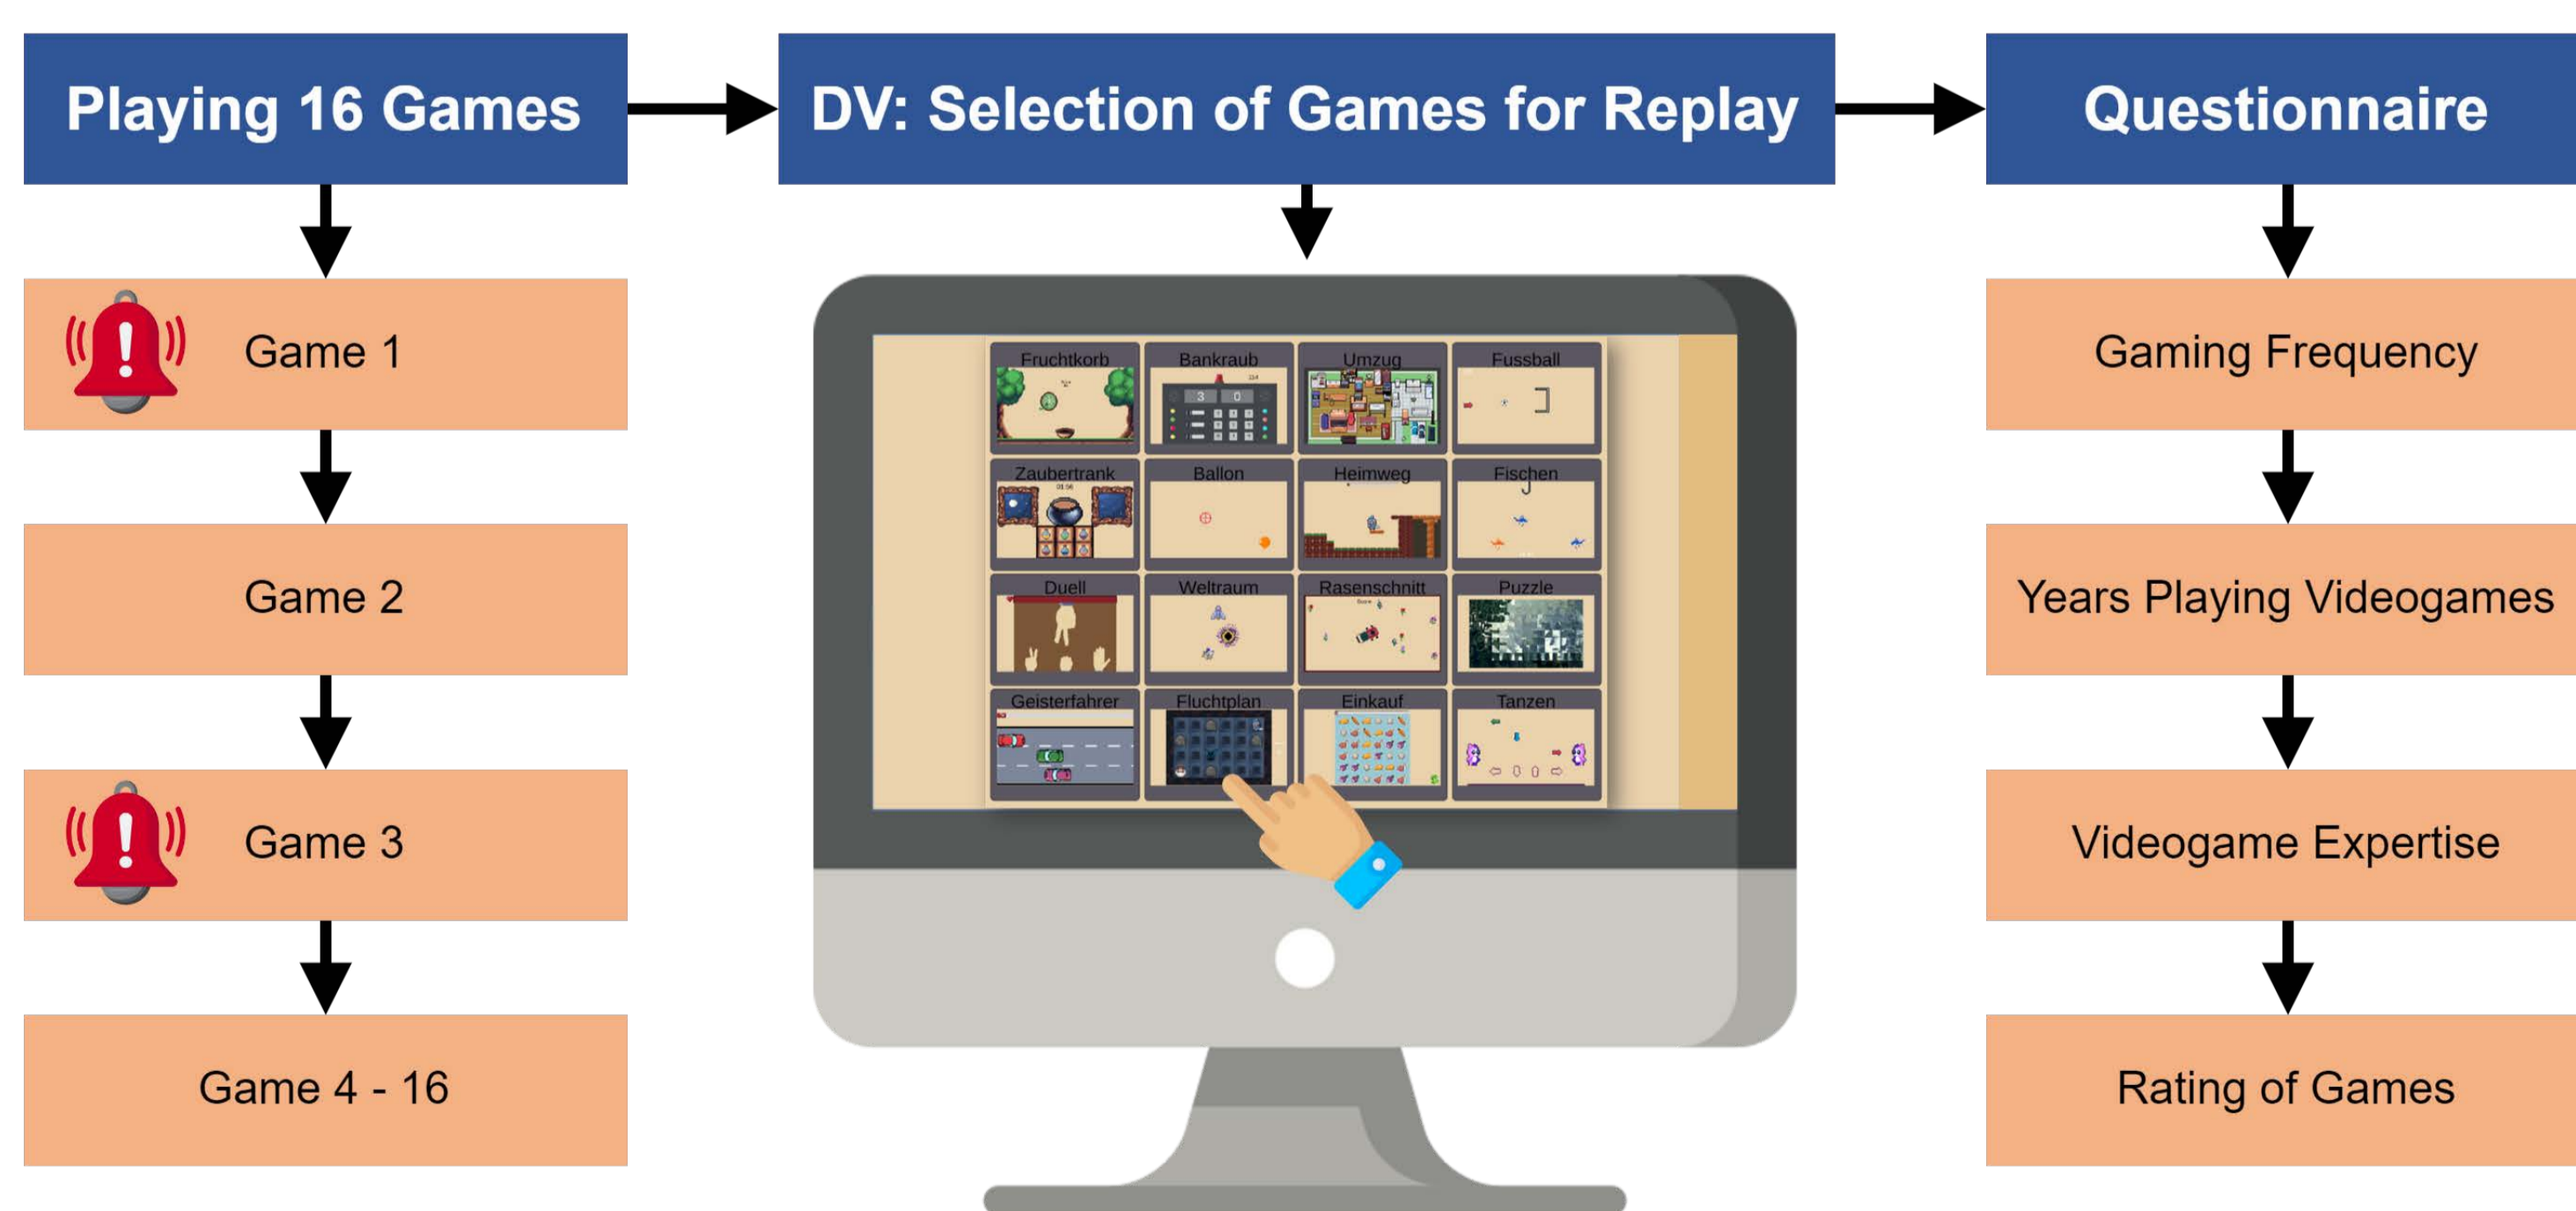 Playing 16 Games
DV: Selection of Games for Replay
Questionnaire
Game 1
Game 2
Game 3
Game 4 - 16
Fruchtkorb
Bankraub
Umzug
Fussball
3 0
Zaubertrank
Ballon
Heimweg
Fischen
Duell
Weltraum
Rasenschnitt
Puzzle
Geisterfahrer
Fluchtplan
Einkauf
Tanzen
Gaming Frequency
Years Playing Videogames
Videogame Expertise
Rating of Games